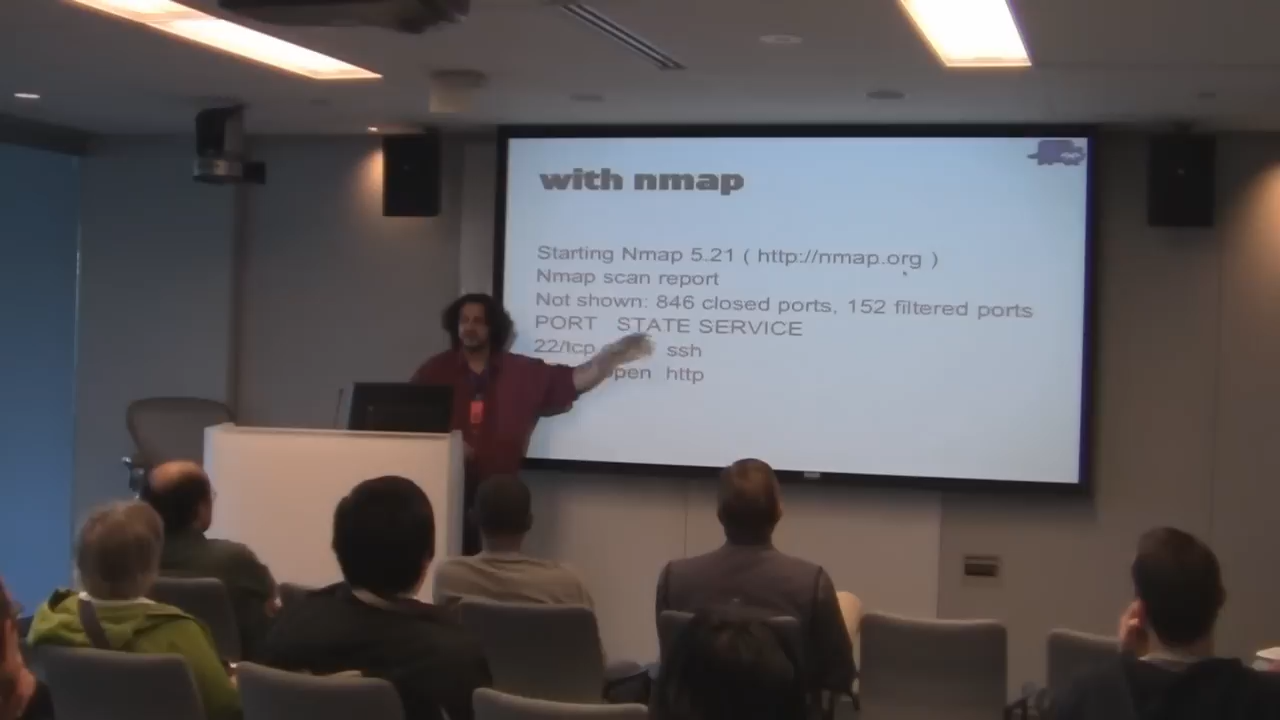 with nmap
Starting Nmap 5.21 ( http://nmap.org )
Nmap scan report
Not shown: 846 closed ports, 152 filtered ports
PORT STATE SERVICE
22/tcp ssh
http